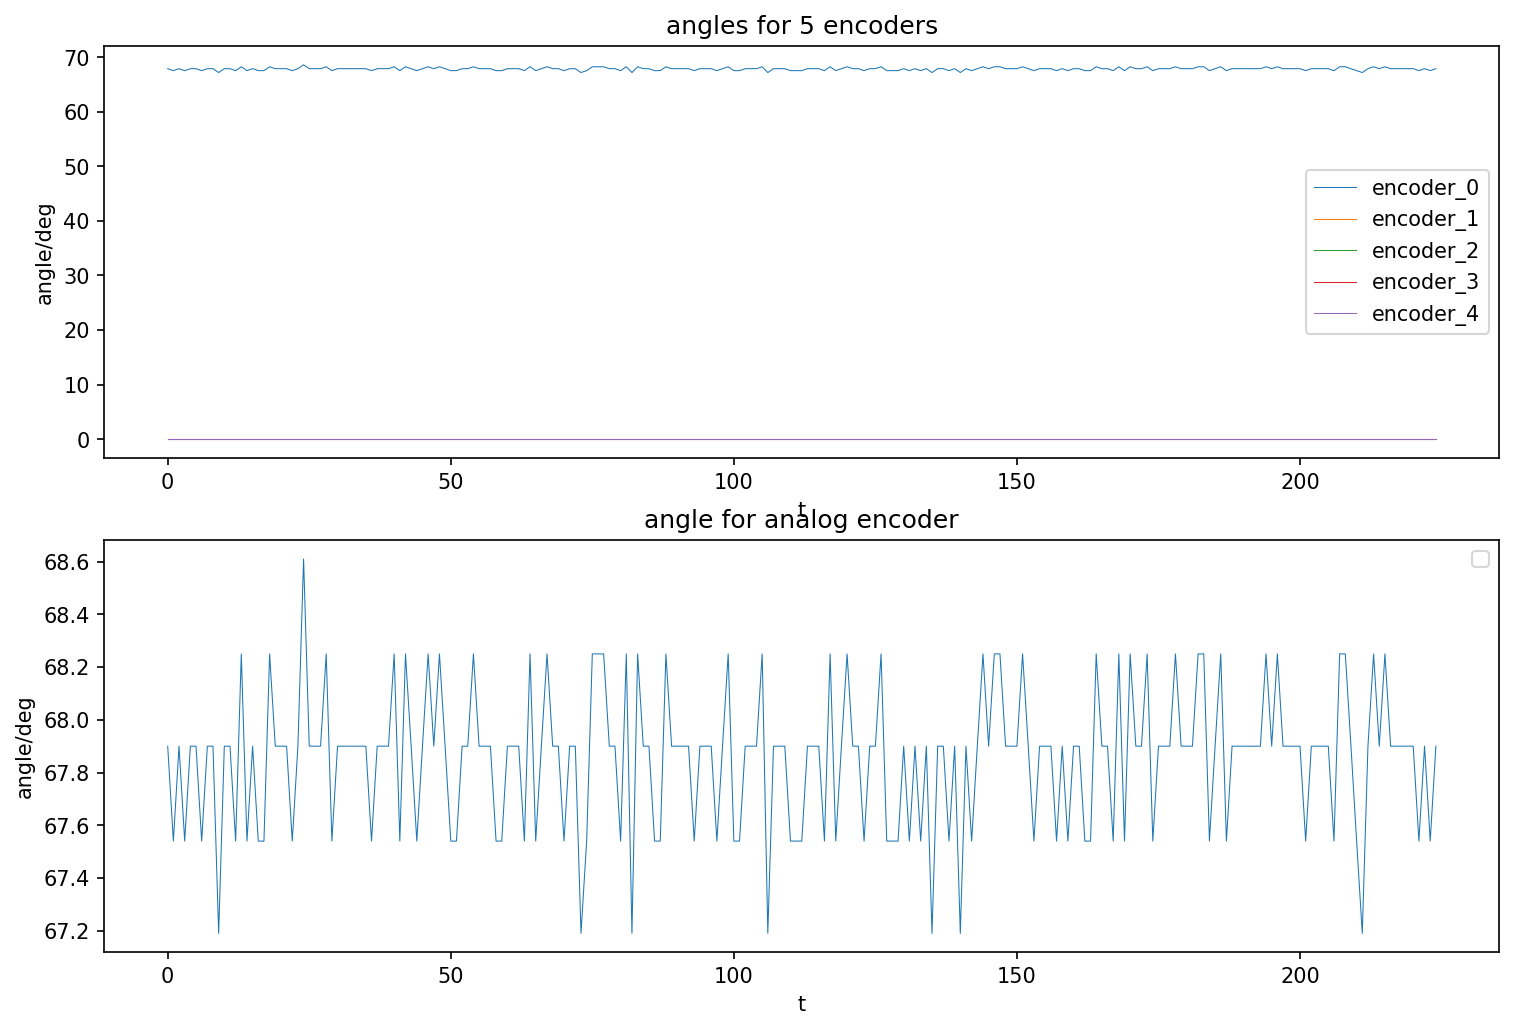 angles for 5 encoders
70
60
50
40
30
20
10
0
angle/deg
encoder_0
encoder_1
encoder_2
encoder_3
encoder_4
0 50 100 150 200
t
angle for analog encoder
68.6
68.4
68.2
68.0
67.8
67.6
67.4
67.2
angle/deg
0 50 100 150 200
t